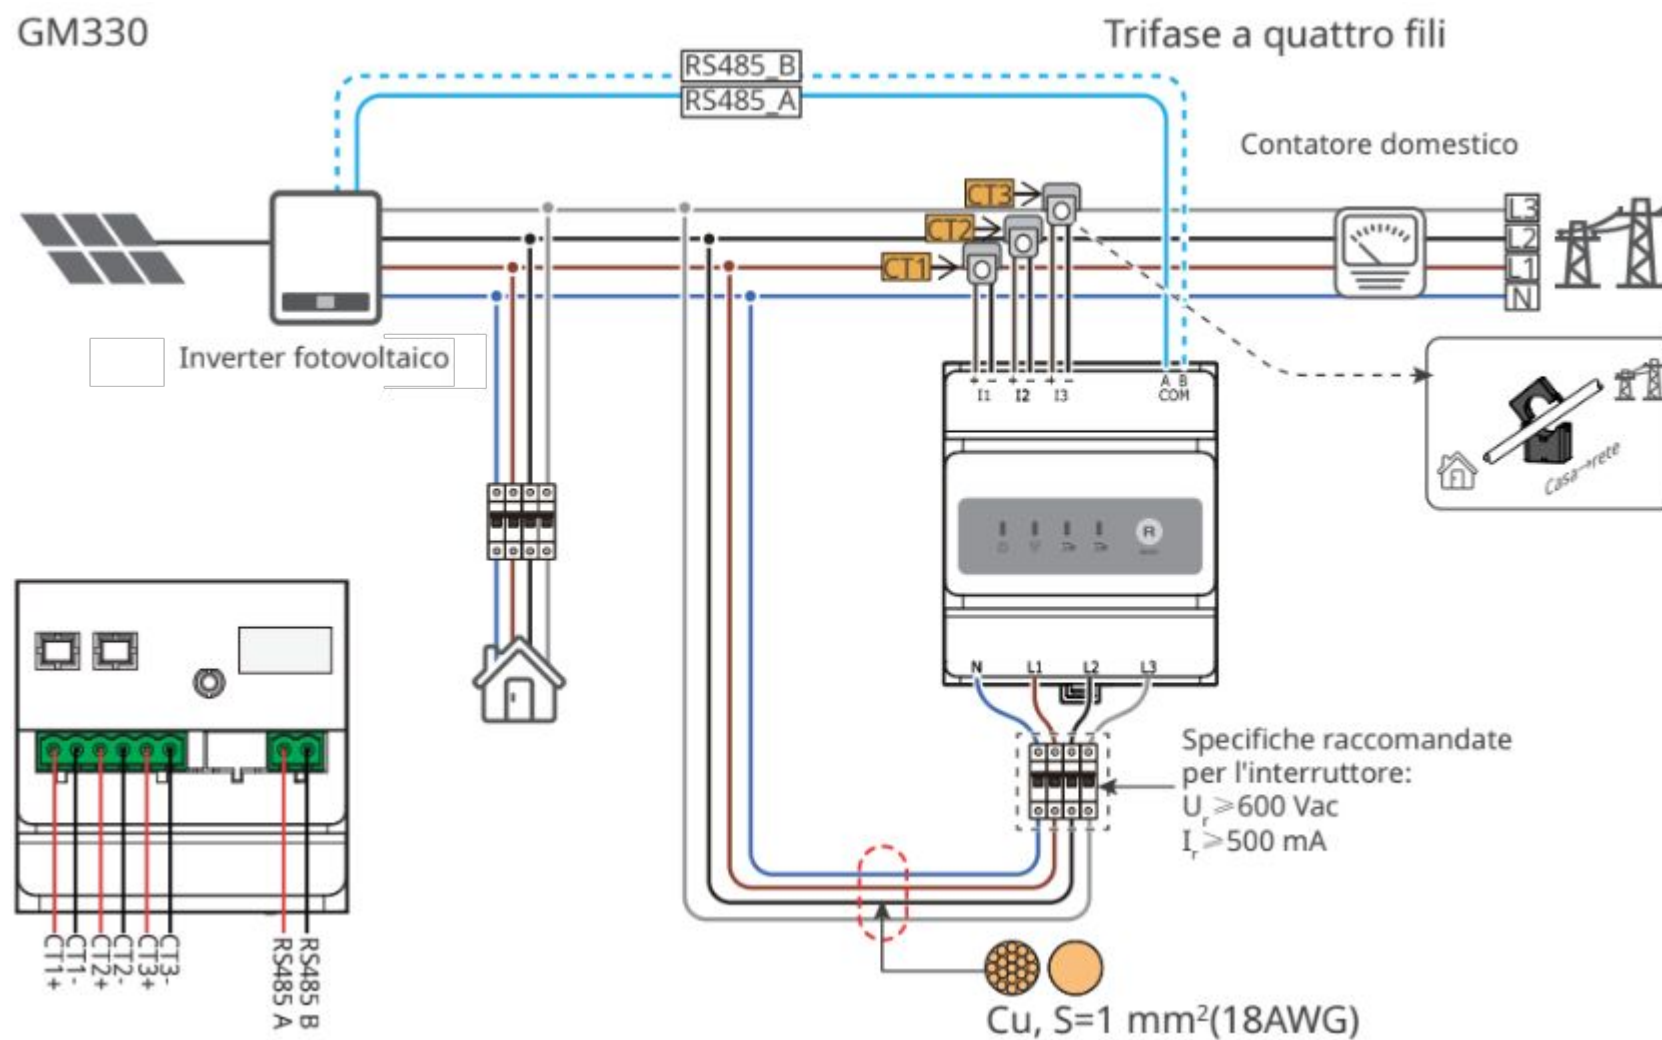 GM330
Trifase a quattro fili
RS485_B
RS485_A
Contatore domestico
CT3
CT2
CT1
L3
L2
L1
N
Inverter fotovoltaico
+ - + - + -
I1 I2 I3
A B
COM
Casa→rete
R
N L1 L2 L3
Specifiche raccomandate
per l'interruttore:
Ur ≥600 Vac
Ir ≥500 mA
CT1+
CT1-
CT2+
CT2-
CT3+
CT3-
RS485 A
RS485 B
Cu, S=1 mm²(18AWG)